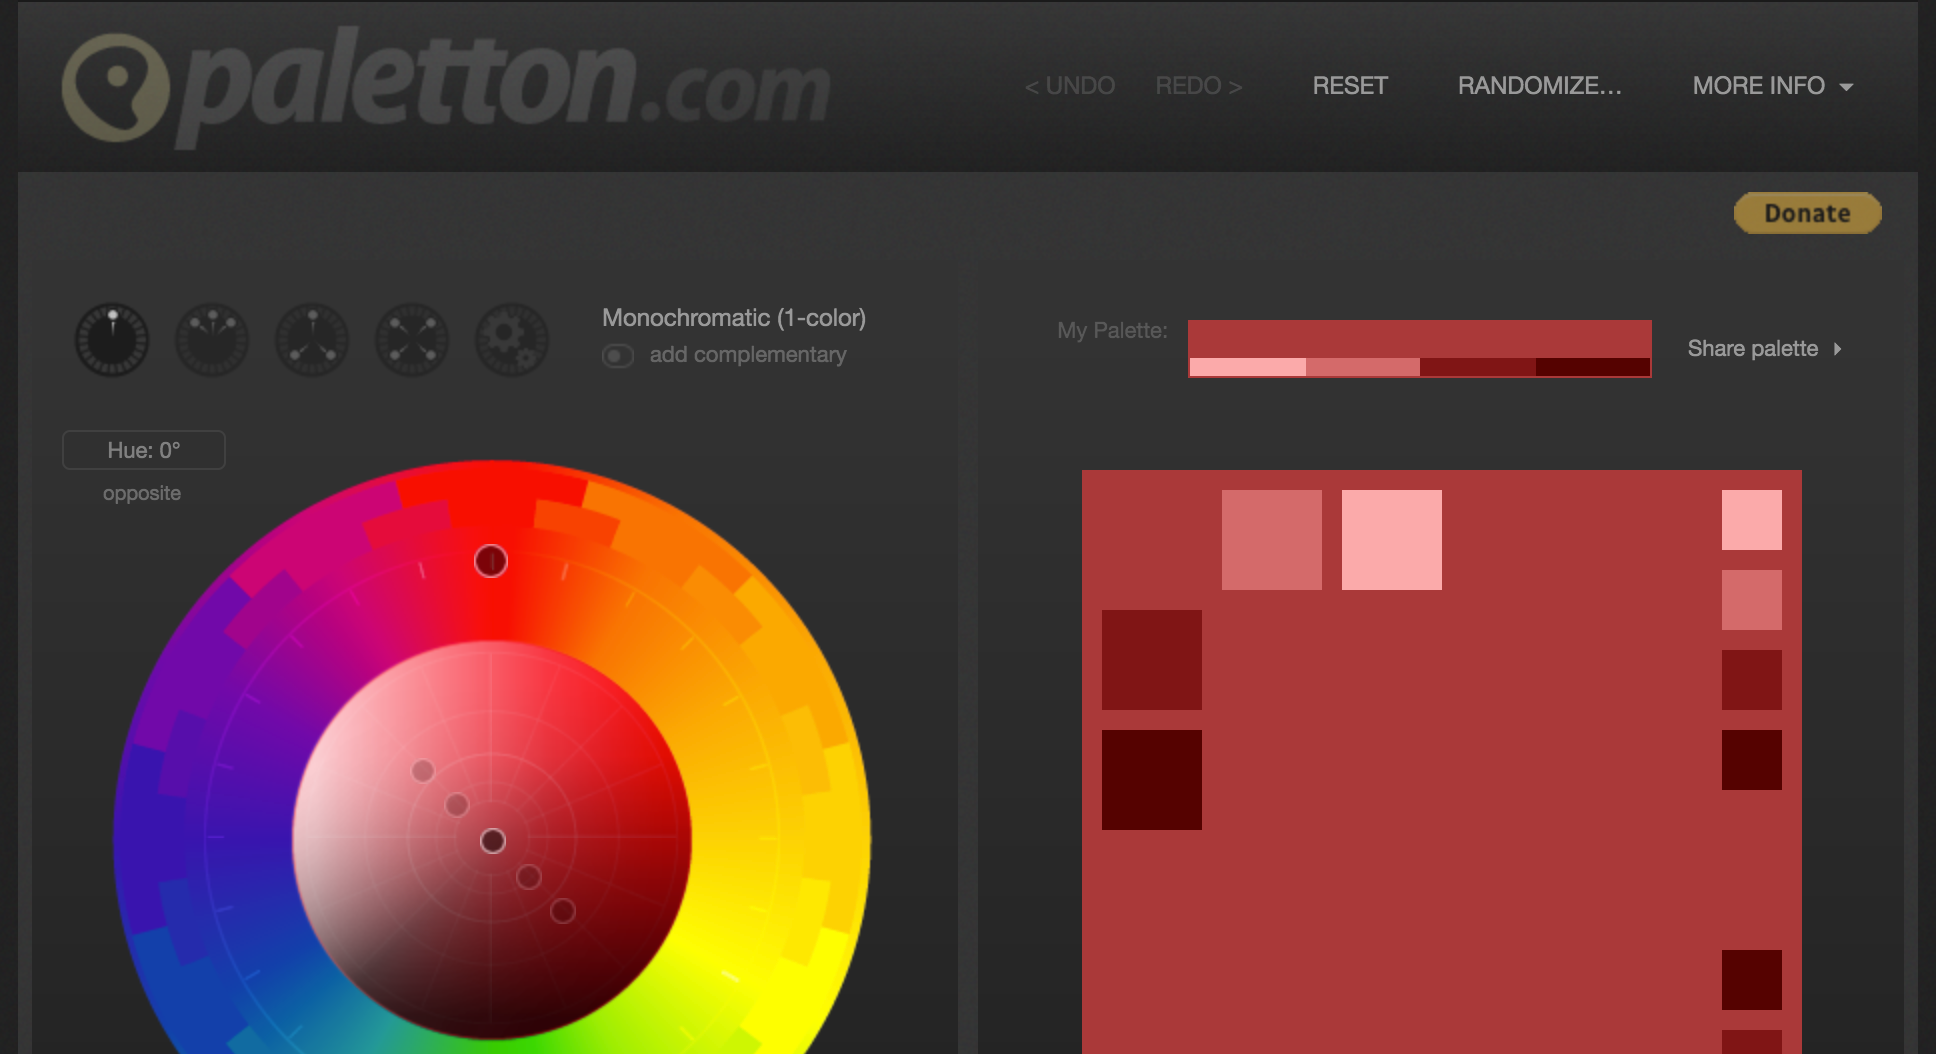 paletton.com
< UNDO
REDO >
RESET
RANDOMIZE...
MORE INFO
Donate
Monochromatic (1-color)
add complementary
My Palette:
Share palette
Hue: 0°
opposite